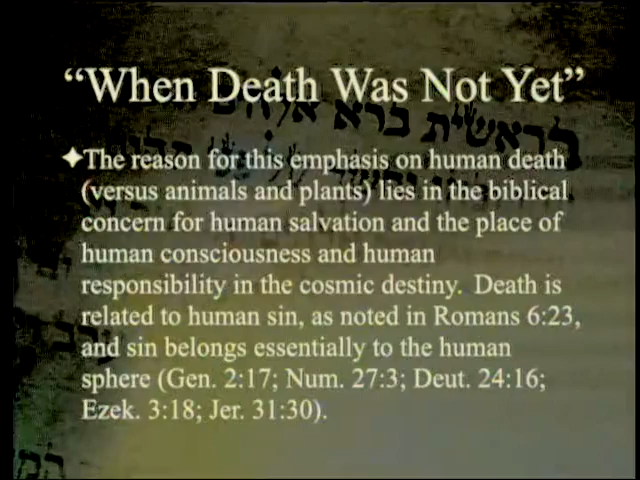 “When Death Was Not Yet”
בראשית ברא אלהים
✦The reason for this emphasis on human death
(versus animals and plants) lies in the biblical
concern for human salvation and the place of
human consciousness and human
responsibility in the cosmic destiny.  Death is
related to human sin, as noted in Romans 6:23,
and sin belongs essentially to the human
sphere (Gen. 2:17; Num. 27:3; Deut. 24:16;
Ezek. 3:18; Jer. 31:30).